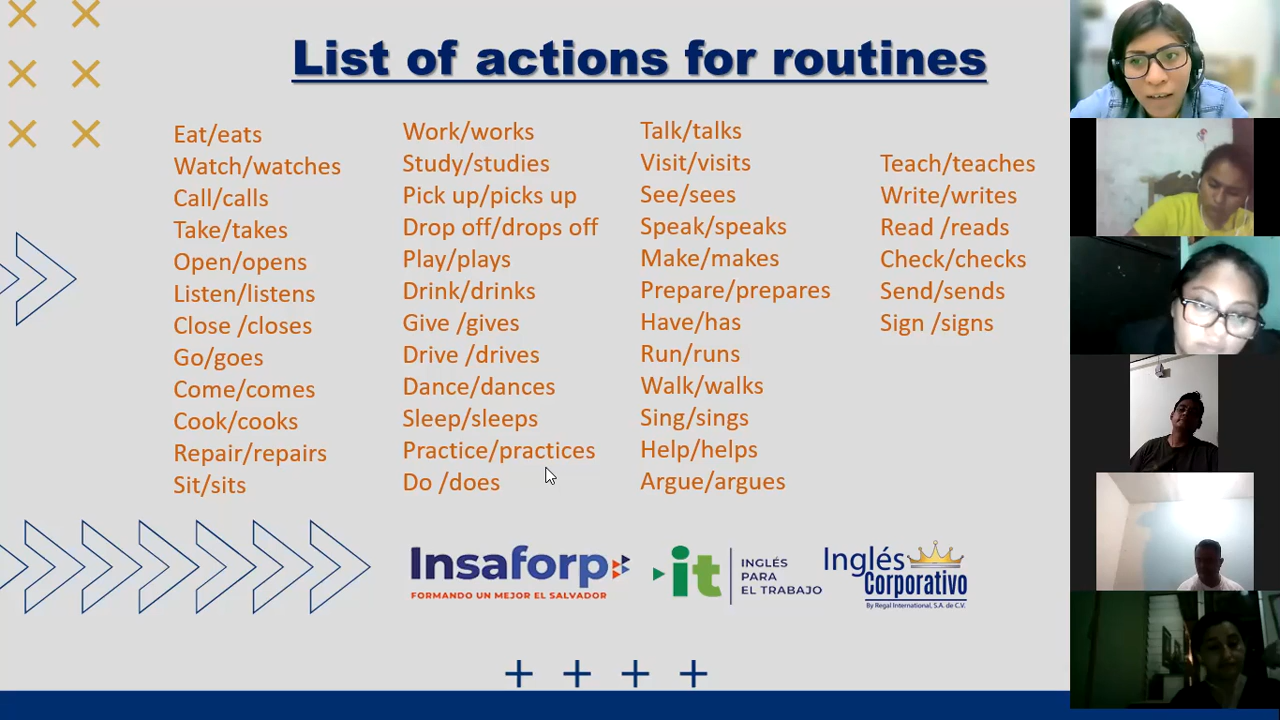 List of actions for routines
Eat/eats
Watch/watches
Call/calls
Take/takes
Open/opens
Listen/listens
Close /closes
Go/goes
Come/comes
Cook/cooks
Repair/repairs
Sit/sits
Work/works
Study/studies
Pick up/picks up
Drop off/drops off
Play/plays
Drink/drinks
Give /gives
Drive /drives
Dance/dances
Sleep/sleeps
Practice/practices
Do /does
Talk/talks
Visit/visits
See/sees
Speak/speaks
Make/makes
Prepare/prepares
Have/has
Run/runs
Walk/walks
Sing/sings
Help/helps
Argue/argues
Teach/teaches
Write/writes
Read /reads
Check/checks
Send/sends
Sign /signs
Insaforp
FORMANDO UN MEJOR EL SALVADOR
it
INGLÉS
PARA
EL TRABAJO
Inglés
Corporativo
By Regal International, S.A. de C.V.